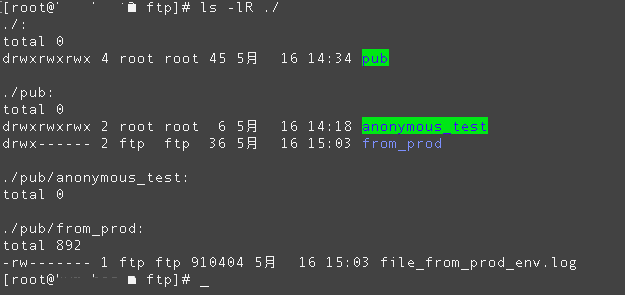 [root@ ftp]# ls -lR ./
./:
total 0
drwxrwxrwx 4 root root 45 5月 16 14:34 pub
./pub:
total 0
drwxrwxrwx 2 root root 6 5月 16 14:18 anonymous_test
drwx------ 2 ftp ftp 36 5月 16 15:03 from_prod
./pub/anonymous_test:
total 0
./pub/from_prod:
total 892
-rw------- 1 ftp ftp 910404 5月 16 15:03 file_from_prod_env.log
[root@ ftp]# _